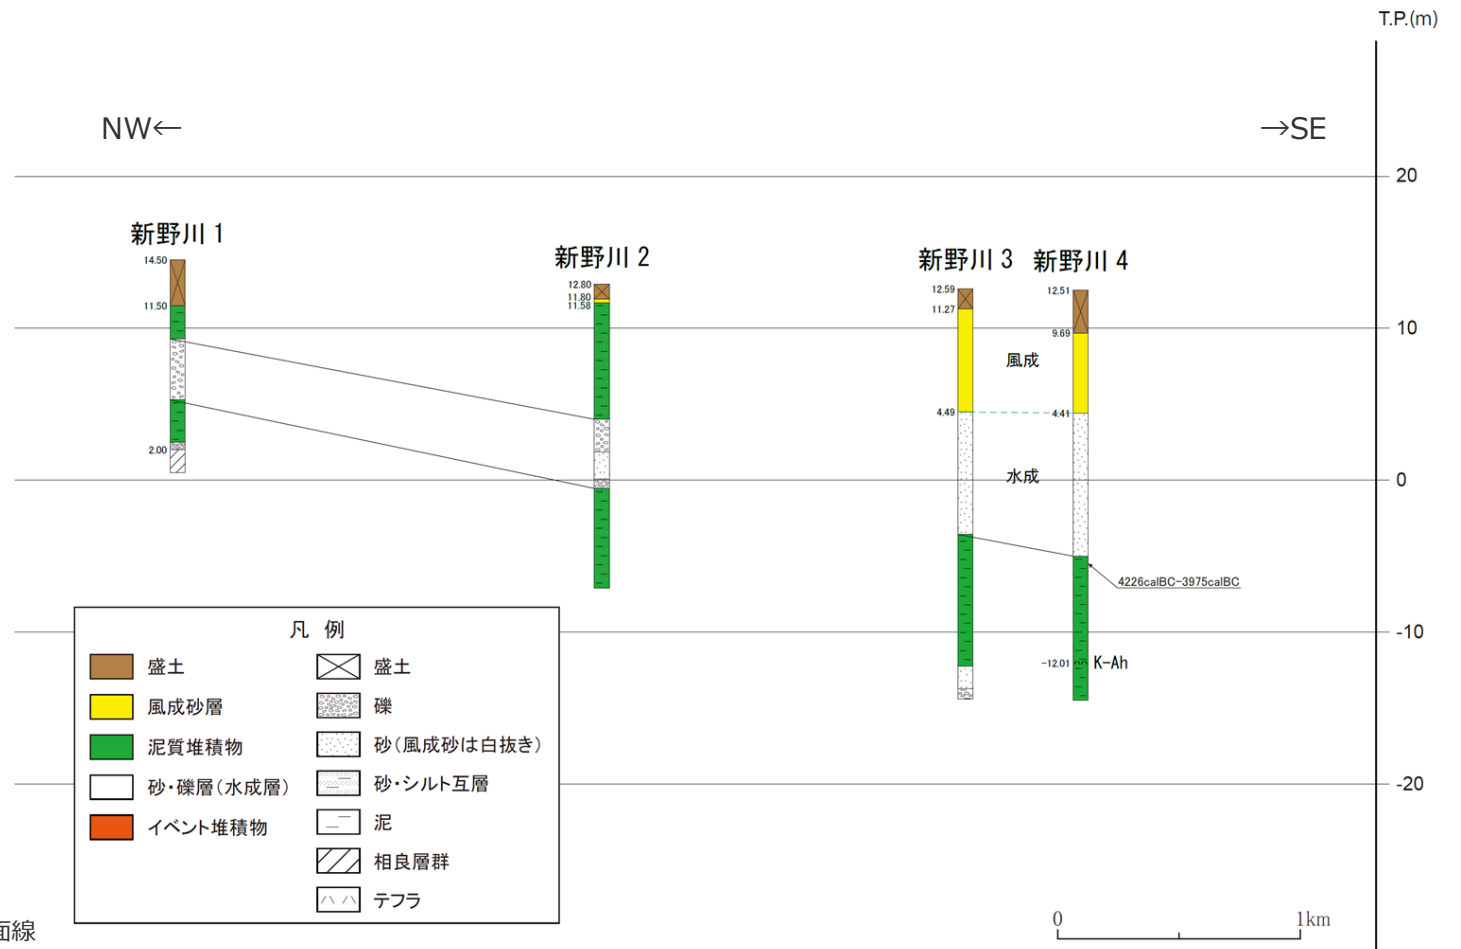 T.P.(m)
NW←
→SE
20
新野川 1
新野川 2
新野川 3
新野川 4
14.50
11.50
2.00
12.80
11.80
11.58
12.59
11.27
4.49
12.51
9.69
4.41
10
風成
水成
0
4226calBC-3975calBC
-10
-12.01
K-Ah
-20
凡 例
盛土
風成砂層
泥質堆積物
砂・礫層(水成層)
イベント堆積物
盛土
礫
砂(風成砂は白抜き)
砂・シルト互層
泥
相良層群
テフラ
0
1km
面線